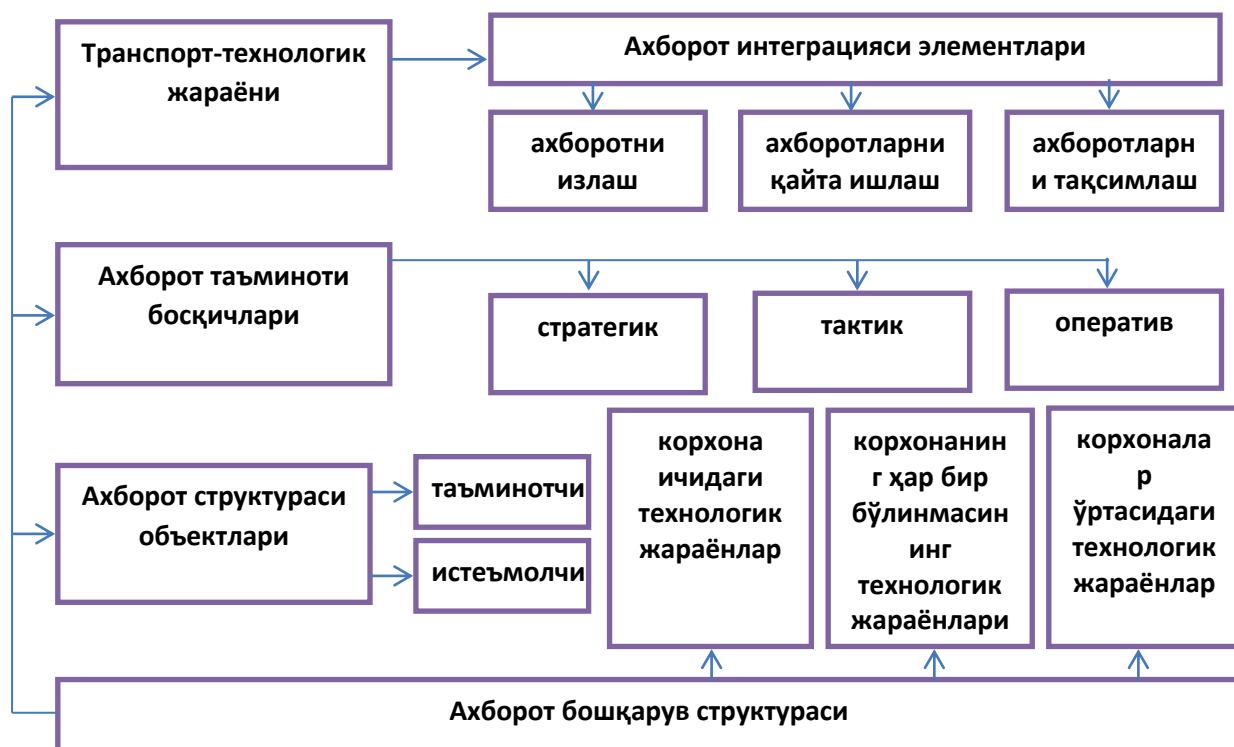 Транспорт-технологик
жараёни
Ахборот интеграцияси элементлари
ахборотни
излаш
ахборотларни
қайта ишлаш
ахборотларн
и тақсимлаш
Ахборот таъминоти
босқичлари
стратегик
тактик
оператив
Ахборот структураси
объектлари
таъминотчи
истеъмолчи
корхона
ичидаги
технологик
жараёнлар
корхонанин
г ҳар бир
бўлинмасин
инг
технологик
жараёнлари
корхонала
р
ўртасидаги
технологик
жараёнлар
Ахборот бошқарув структураси